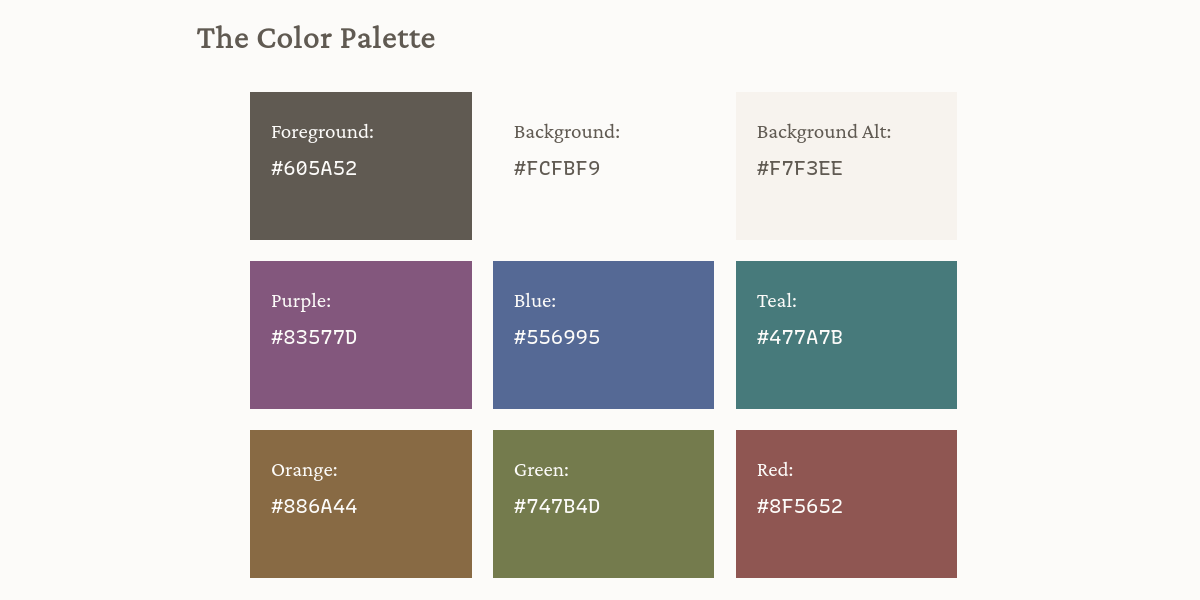 The Color Palette
Foreground:
#605A52
Background:
#FCFBF9
Background Alt:
#F7F3EE
Purple:
#83577D
Blue:
#556995
Teal:
#477A7B
Orange:
#886A44
Green:
#747B4D
Red:
#8F5652